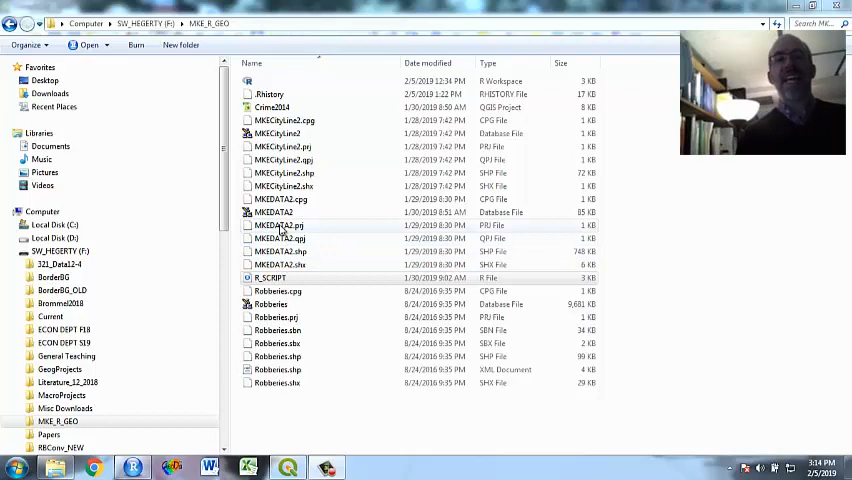 Computer ▸ SW_HEGERTY (F:) ▸ MKE_R_GEO
Search MK...
Organize
Open
Burn
New folder
Favorites
Desktop
Downloads
Recent Places
Libraries
Documents
Music
Pictures
Videos
Computer
Local Disk (C:)
Local Disk (D:)
SW_HEGERTY (F:)
321_Data12-4
BorderBG
BorderBG_OLD
Brommel2018
Current
ECON DEPT F18
ECON DEPT S19
General Teaching
GeogProjects
Literature_12_2018
MacroProjects
Misc Downloads
MKE_R_GEO
Papers
RBConv_NEW
Name Date modified Type Size
2/5/2019 12:34 PM R Workspace 3 KB
.Rhistory 2/5/2019 1:22 PM RHISTORY File 17 KB
Crime2014 1/30/2019 8:50 AM QGIS Project 8 KB
MKECityLine2.cpg 1/28/2019 7:42 PM CPG File 1 KB
MKECityLine2 1/28/2019 7:42 PM Database File 1 KB
MKECityLine2.prj 1/28/2019 7:42 PM PRJ File 1 KB
MKECityLine2.qpj 1/28/2019 7:42 PM QPJ File 1 KB
MKECityLine2.shp 1/28/2019 7:42 PM SHP File 72 KB
MKECityLine2.shx 1/28/2019 7:42 PM SHX File 1 KB
MKEDATA2.cpg 1/29/2019 8:30 PM CPG File 1 KB
MKEDATA2 1/30/2019 8:51 AM Database File 85 KB
MKEDATA2.prj 1/29/2019 8:30 PM PRJ File 1 KB
MKEDATA2.qpj 1/29/2019 8:30 PM QPJ File 1 KB
MKEDATA2.shp 1/29/2019 8:30 PM SHP File 748 KB
MKEDATA2.shx 1/29/2019 8:30 PM SHX File 6 KB
R_SCRIPT 1/30/2019 9:02 AM R File 3 KB
Robberies.cpg 8/24/2016 9:35 PM CPG File 1 KB
Robberies 8/24/2016 9:35 PM Database File 9,681 KB
Robberies.prj 8/24/2016 9:35 PM PRJ File 1 KB
Robberies.sbn 8/24/2016 9:35 PM SBN File 34 KB
Robberies.sbx 8/24/2016 9:35 PM SBX File 2 KB
Robberies.shp 8/24/2016 9:35 PM SHP File 99 KB
Robberies.shp 8/24/2016 9:35 PM XML Document 4 KB
Robberies.shx 8/24/2016 9:35 PM SHX File 29 KB
3:14 PM
2/5/2019